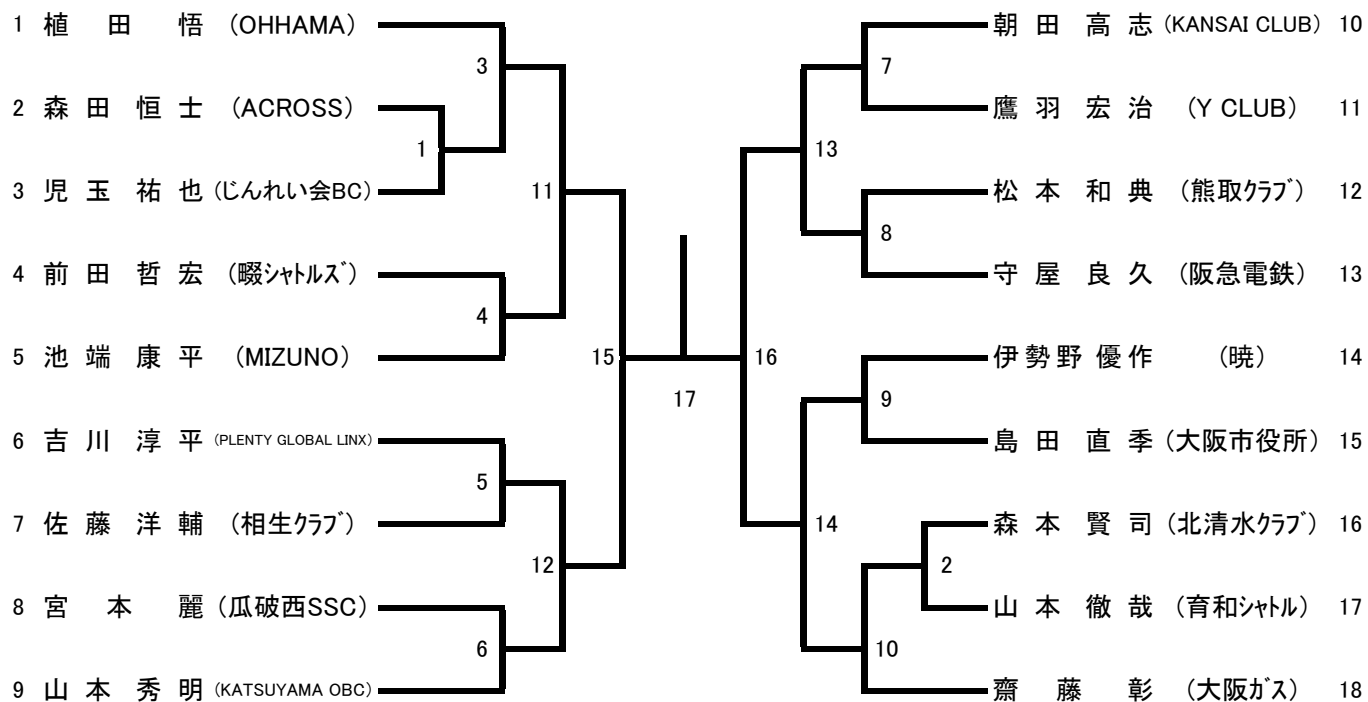 1 植 田 悟 (OHHAMA)
3
2 森 田 恒 士 (ACROSS)
1
3 児 玉 祐 也 (じんれい会BC)
11
4 前 田 哲 宏 (畷ｼｬﾄﾙｽﾞ)
4
5 池 端 康 平 (MIZUNO)
15
6 吉 川 淳 平 (PLENTY GLOBAL LINX)
5
7 佐 藤 洋 輔 (相生ｸﾗﾌﾞ)
12
8 宮 本 麗 (瓜破西SSC)
6
9 山 本 秀 明 (KATSUYAMA OBC)
17
朝 田 高 志 (KANSAI CLUB) 10
7
鷹 羽 宏 治 (Y CLUB) 11
13
松 本 和 典 (熊取ｸﾗﾌﾞ) 12
8
守 屋 良 久 (阪急電鉄) 13
16
伊 勢 野 優 作 (暁) 14
9
島 田 直 季 (大阪市役所) 15
14
森 本 賢 司 (北清水ｸﾗﾌﾞ) 16
2
山 本 徹 哉 (育和ｼｬﾄﾙ) 17
10
齋 藤 彰 (大阪ｶﾞｽ) 18